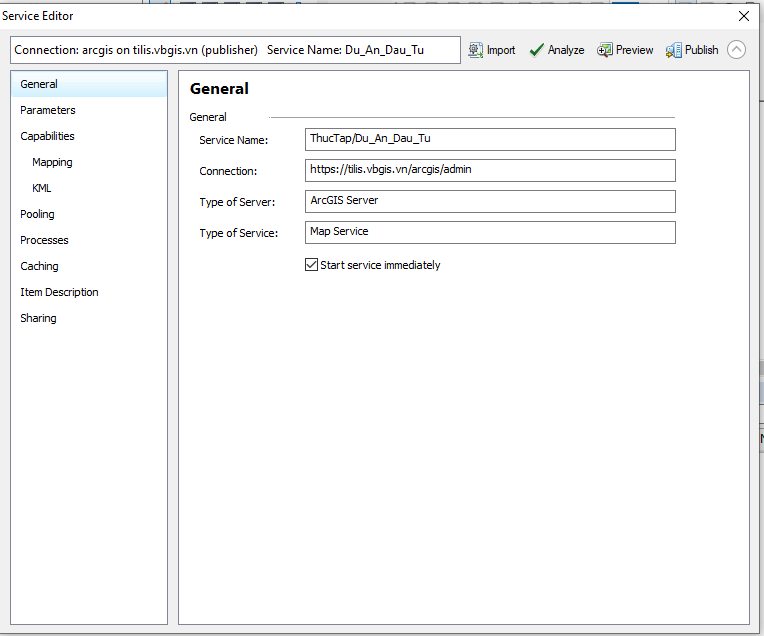 Service Editor
Connection: arcgis on tilis.vbgis.vn (publisher) Service Name: Du_An_Dau_Tu
Import
Analyze
Preview
Publish
General
Parameters
Capabilities
Mapping
KML
Pooling
Processes
Caching
Item Description
Sharing
General
General
Service Name:
ThucTap/Du_An_Dau_Tu
Connection:
https://tilis.vbgis.vn/arcgis/admin
Type of Server:
ArcGIS Server
Type of Service:
Map Service
Start service immediately